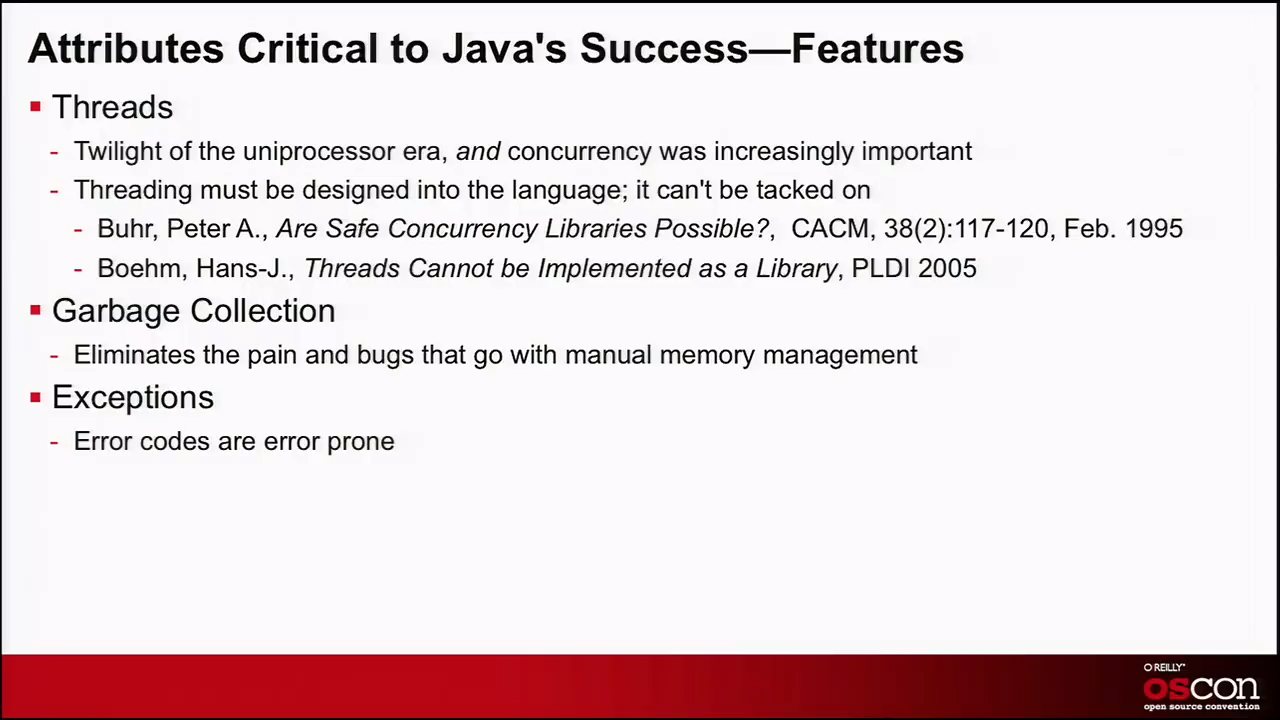 Attributes Critical to Java's Success—Features
▪ Threads
- Twilight of the uniprocessor era, and concurrency was increasingly important
- Threading must be designed into the language; it can't be tacked on
- Buhr, Peter A., Are Safe Concurrency Libraries Possible?, CACM, 38(2):117-120, Feb. 1995
- Boehm, Hans-J., Threads Cannot be Implemented as a Library, PLDI 2005
▪ Garbage Collection
- Eliminates the pain and bugs that go with manual memory management
▪ Exceptions
- Error codes are error prone
O'REILLY
oscon
open source convention